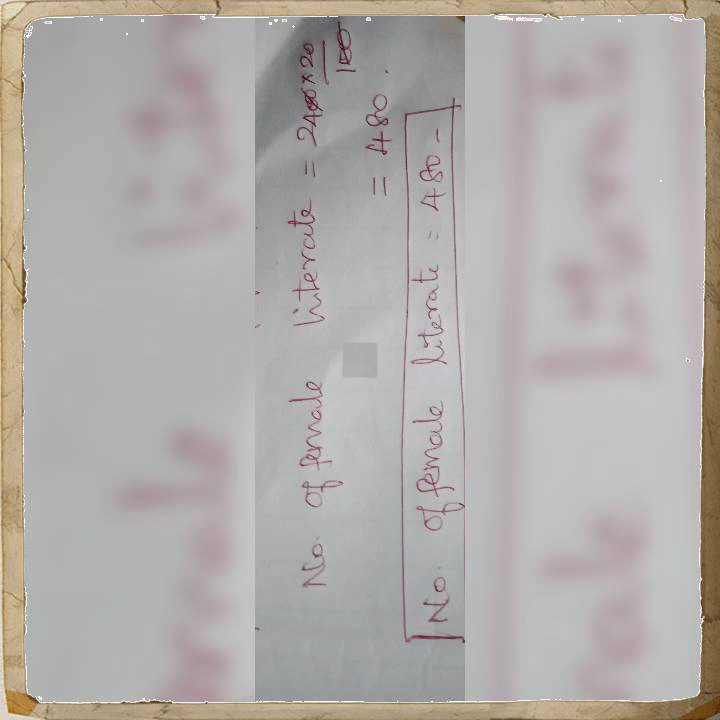 No. of female literate = 2400 × 20
100
= 480.
No. of female literate = 480 -